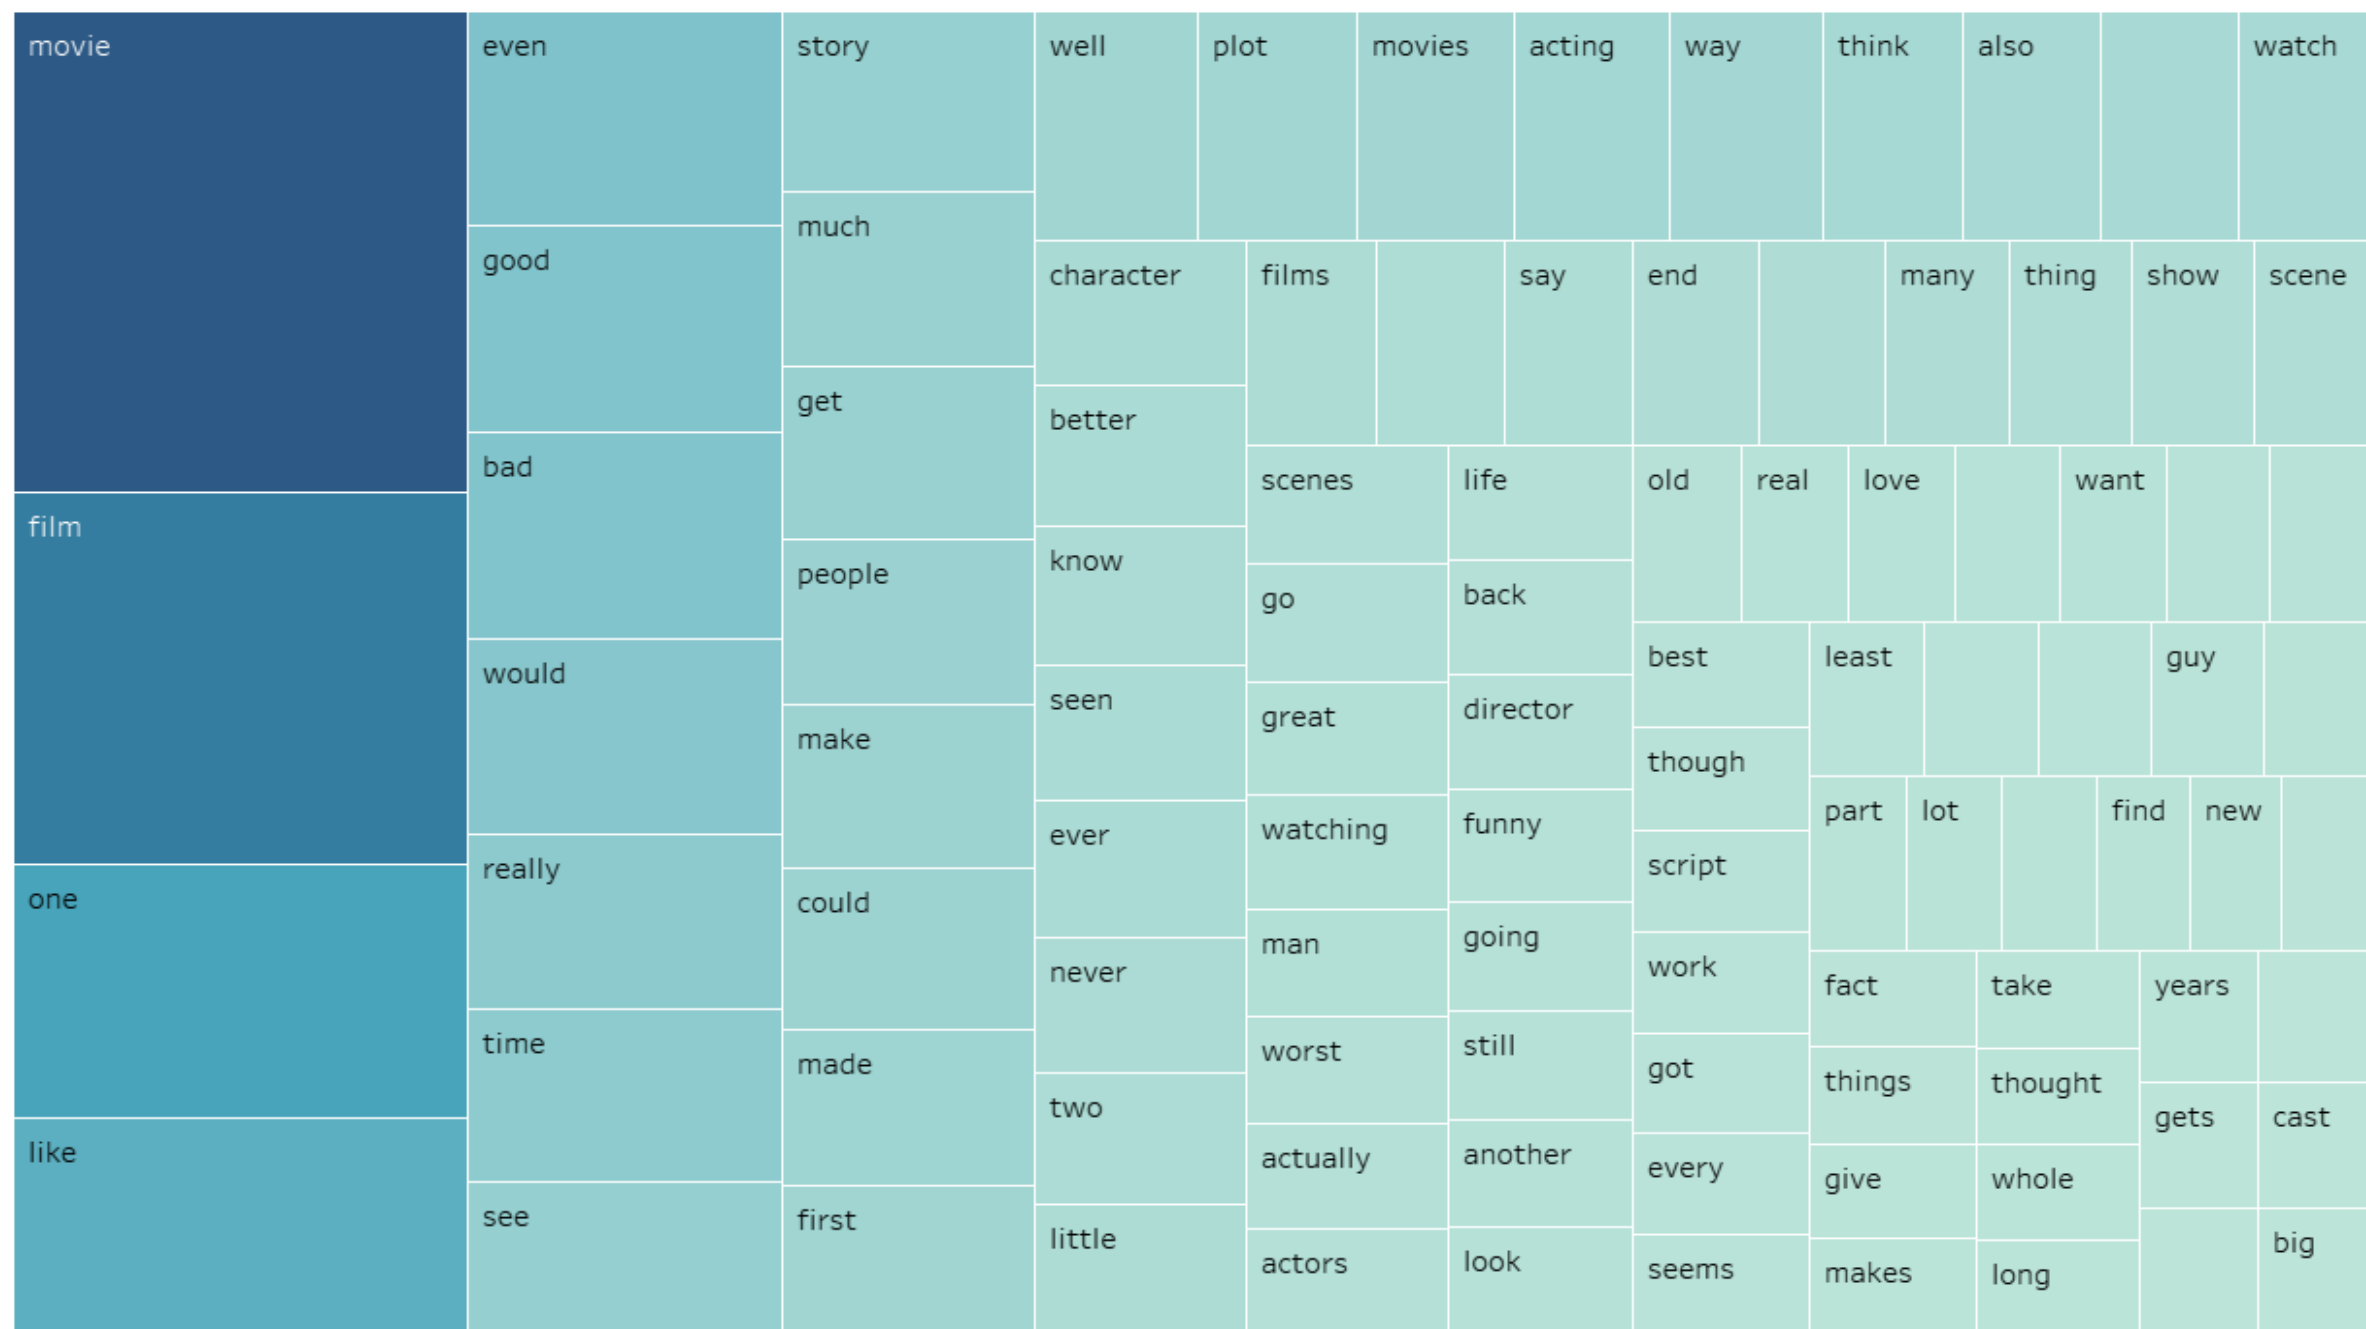 movie
film
one
like
even
good
bad
would
really
time
see
story
much
get
people
make
could
made
first
well
plot
movies
acting
way
think
also
watch
character
better
know
seen
ever
never
two
little
films
say
end
many
thing
show
scene
scenes
go
great
watching
man
worst
actually
actors
life
back
director
funny
going
still
another
look
old
real
love
want
best
though
script
work
got
every
seems
least
guy
part
lot
find
new
fact
things
give
makes
take
thought
whole
long
years
gets
cast
big